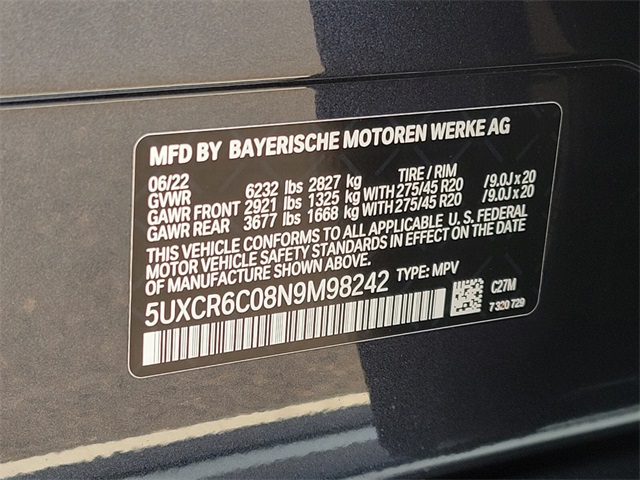 MFD BY BAYERISCHE MOTOREN WERKE AG
06/22 TIRE / RIM
GVWR 6232 lbs 2827 kg
GAWR FRONT 2921 lbs 1325 kg WITH 275/45 R20 /9.0J x 20
GAWR REAR 3677 lbs 1668 kg WITH 275/45 R20 /9.0J x 20
THIS VEHICLE CONFORMS TO ALL APPLICABLE U.S. FEDERAL
MOTOR VEHICLE SAFETY STANDARDS IN EFFECT ON THE DATE
OF MANUFACTURE SHOWN ABOVE.
5UXCR6C08N9M98242 TYPE: MPV
C27M
7320729